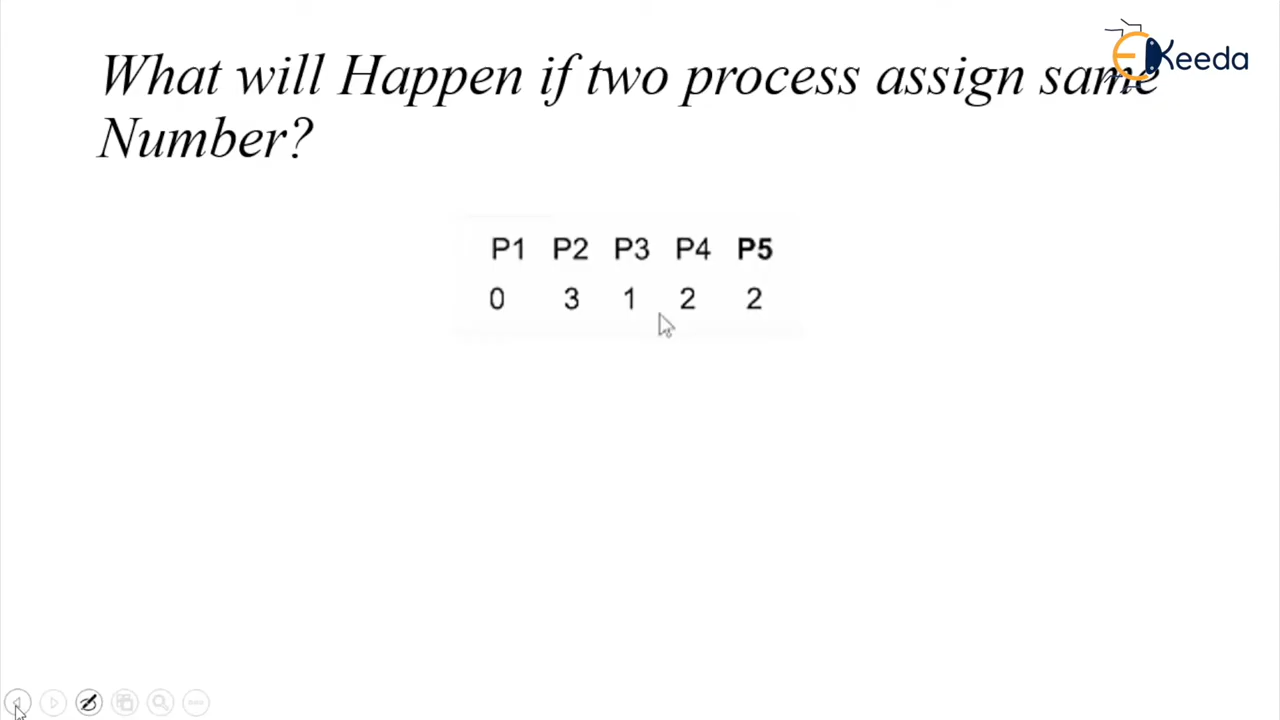 What will Happen if two process assign same
Number?
EKeeda
P1 P2 P3 P4 P5
0 3 1 2 2